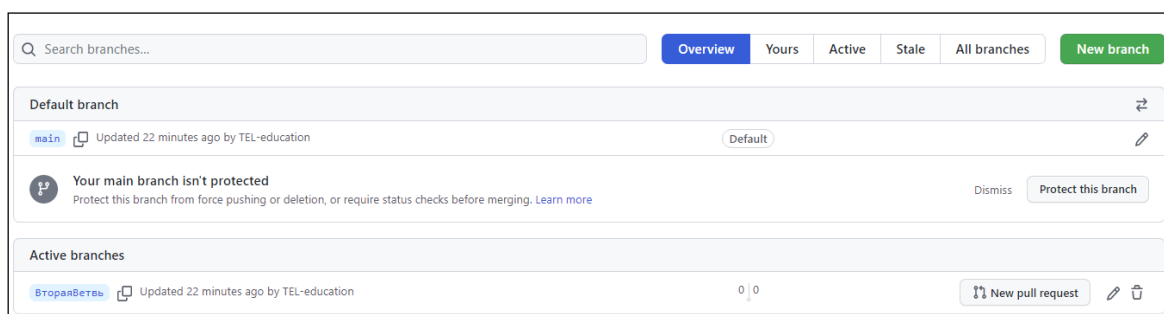 Search branches...
Overview Yours Active Stale All branches New branch
Default branch
main Updated 22 minutes ago by TEL-education Default
Your main branch isn't protected
Protect this branch from force pushing or deletion, or require status checks before merging. Learn more
Dismiss Protect this branch
Active branches
ВтораяВетвь Updated 22 minutes ago by TEL-education 0 0 New pull request